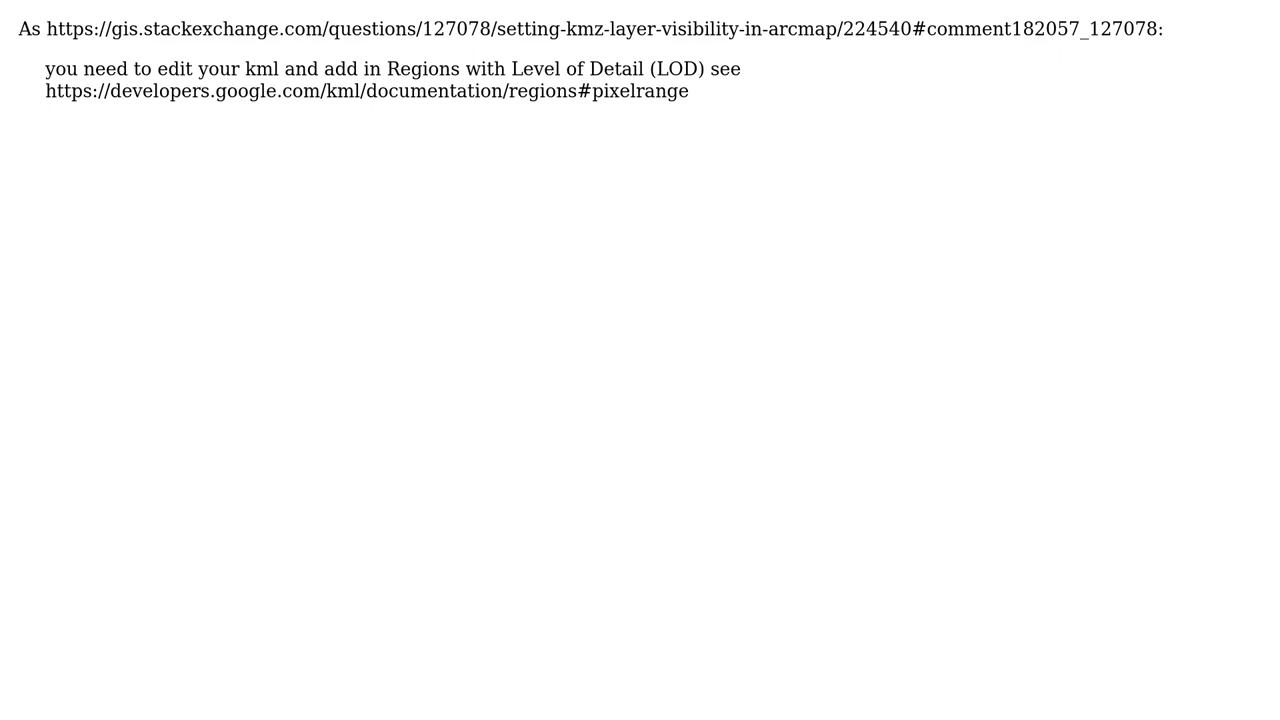 As https://gis.stackexchange.com/questions/127078/setting-kmz-layer-visibility-in-arcmap/224540#comment182057_127078:
you need to edit your kml and add in Regions with Level of Detail (LOD) see
https://developers.google.com/kml/documentation/regions#pixelrange